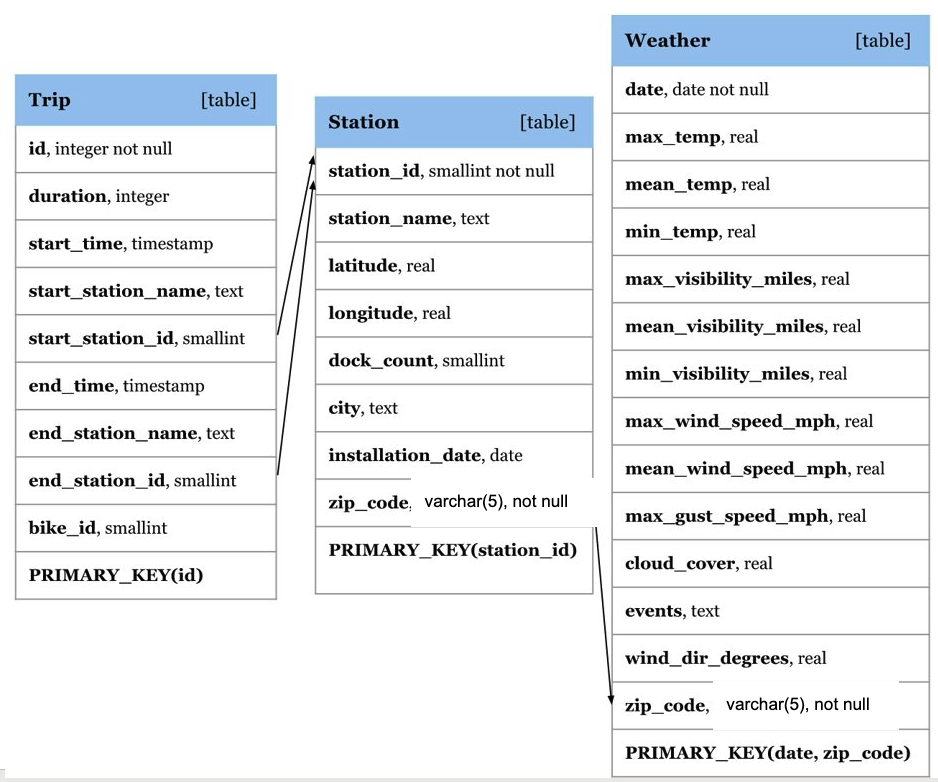 Trip [table]
id, integer not null
duration, integer
start_time, timestamp
start_station_name, text
start_station_id, smallint
end_time, timestamp
end_station_name, text
end_station_id, smallint
bike_id, smallint
PRIMARY_KEY(id)
Station [table]
station_id, smallint not null
station_name, text
latitude, real
longitude, real
dock_count, smallint
city, text
installation_date, date
zip_code, varchar(5), not null
PRIMARY_KEY(station_id)
Weather [table]
date, date not null
max_temp, real
mean_temp, real
min_temp, real
max_visibility_miles, real
mean_visibility_miles, real
min_visibility_miles, real
max_wind_speed_mph, real
mean_wind_speed_mph, real
max_gust_speed_mph, real
cloud_cover, real
events, text
wind_dir_degrees, real
zip_code, varchar(5), not null
PRIMARY_KEY(date, zip_code)